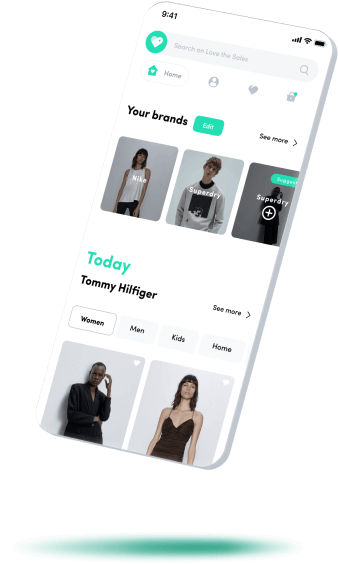 9:41
Search on Love the Sales
Home
Your brands
Edit
See more
Nike
Superdry
Superdry
Today
Tommy Hilfiger
See more
Women
Men
Kids
Home